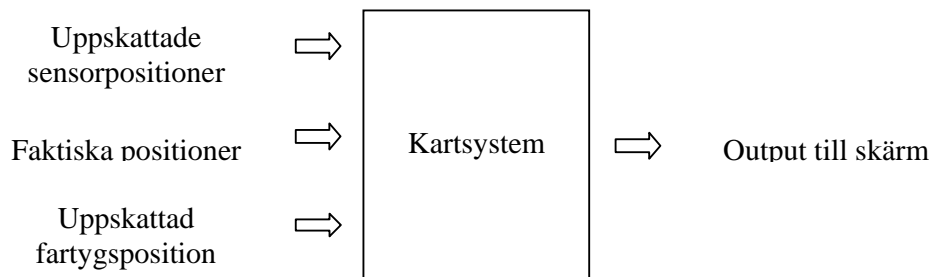 Uppskattade
sensorpositioner
Faktiska positioner
Uppskattad
fartygsposition
Kartsystem
Output till skärm